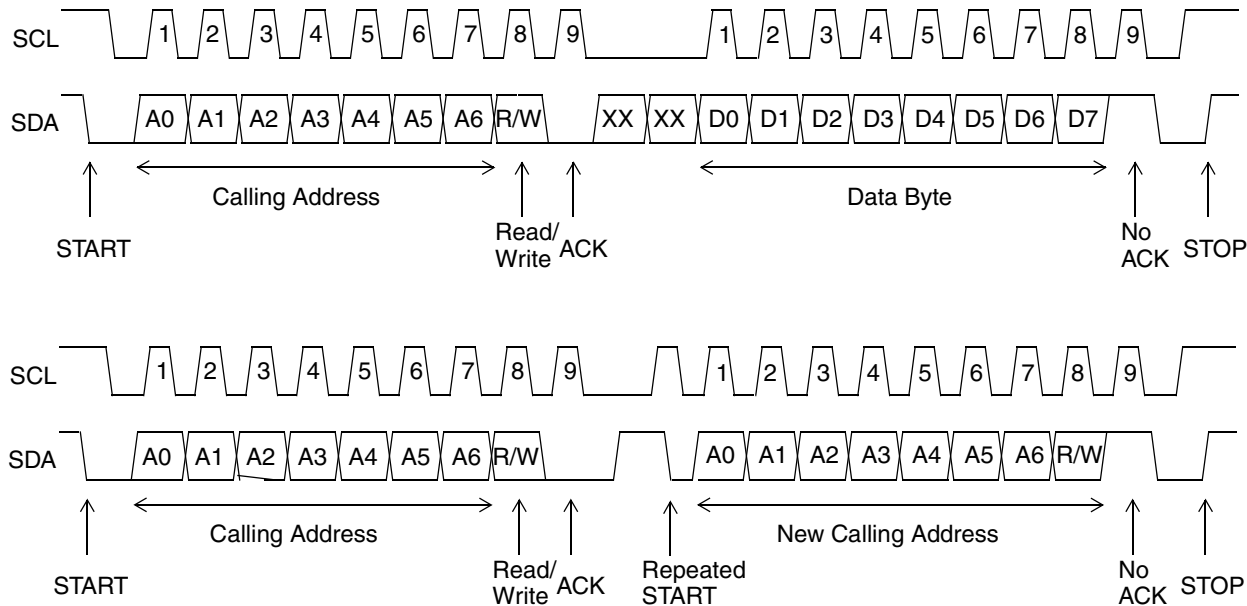 SCL 1 2 3 4 5 6 7 8 9 1 2 3 4 5 6 7 8 9
SDA A0 A1 A2 A3 A4 A5 A6 R/W XX XX D0 D1 D2 D3 D4 D5 D6 D7
Calling Address Data Byte
START Read/ Write ACK No ACK STOP
SCL 1 2 3 4 5 6 7 8 9 1 2 3 4 5 6 7 8 9
SDA A0 A1 A2 A3 A4 A5 A6 R/W A0 A1 A2 A3 A4 A5 A6 R/W
Calling Address New Calling Address
START Read/ Write ACK Repeated START No ACK STOP